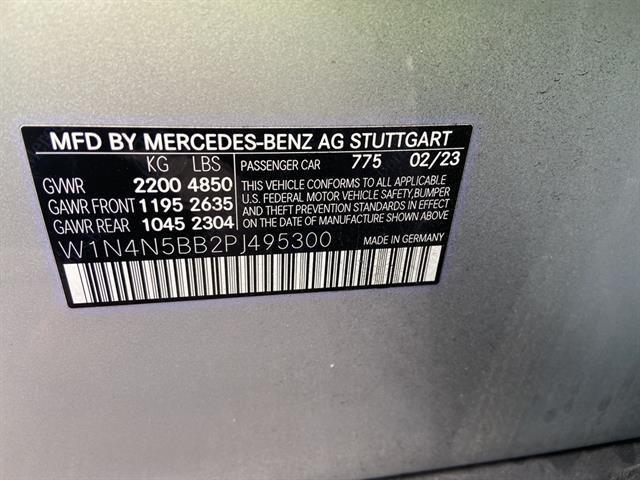 MFD BY MERCEDES-BENZ AG STUTTGART
KG LBS PASSENGER CAR 775 02/23
GVWR 2200 4850
GAWR FRONT 1195 2635
GAWR REAR 1045 2304
THIS VEHICLE CONFORMS TO ALL APPLICABLE
U.S. FEDERAL MOTOR VEHICLE SAFETY, BUMPER
AND THEFT PREVENTION STANDARDS IN EFFECT
ON THE DATE OF MANUFACTURE SHOWN ABOVE.
W1N4N5BB2PJ495300 MADE IN GERMANY